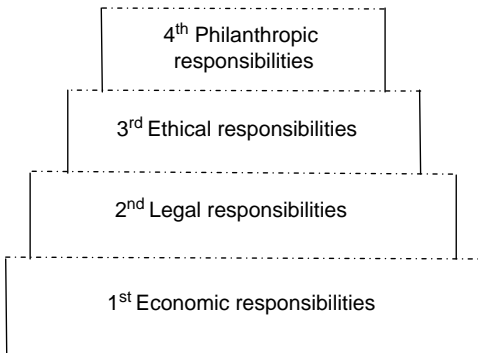 4th Philanthropic
responsibilities
3rd Ethical responsibilities
2nd Legal responsibilities
1st Economic responsibilities